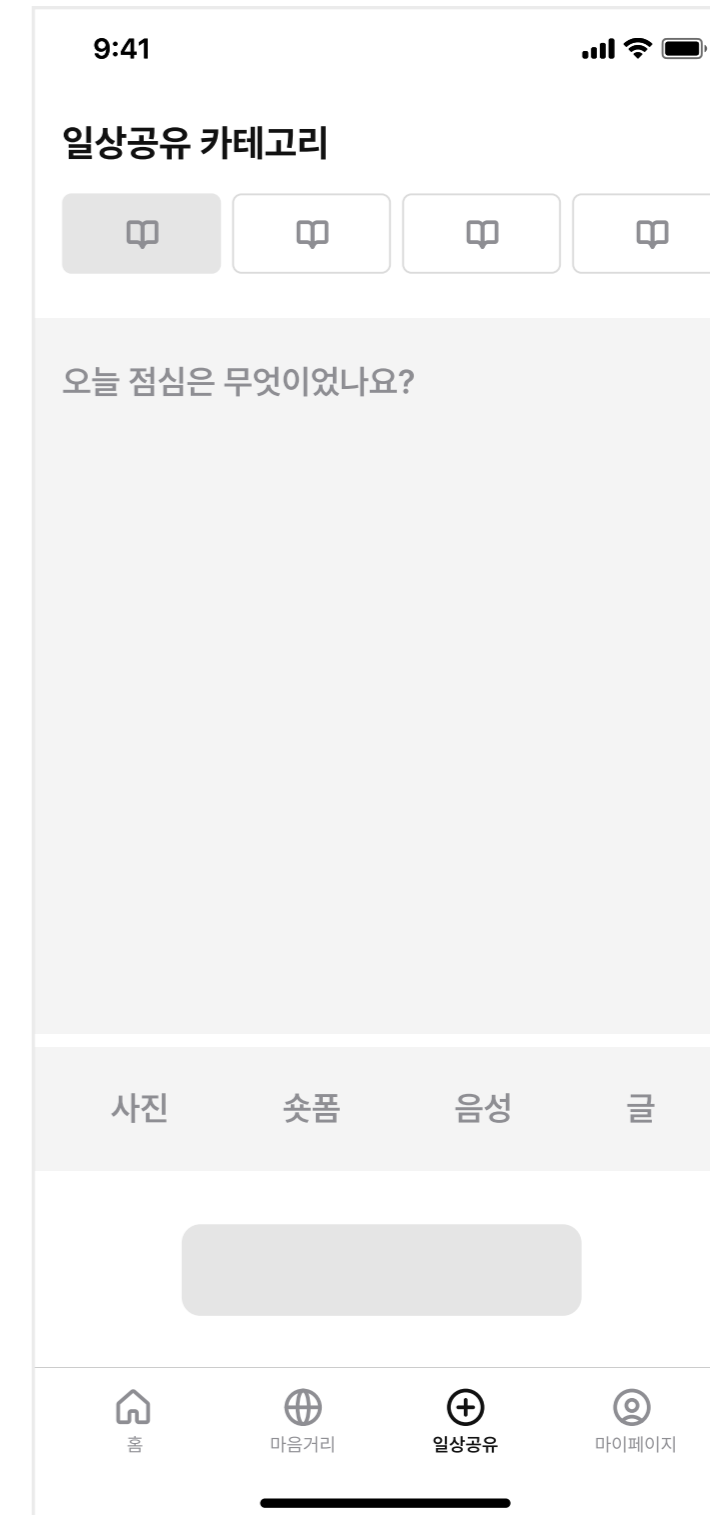 9:41
일상공유 카테고리
오늘 점심은 무엇이었나요?
사진 숏폼 음성 글
홈 마음거리 일상공유 마이페이지